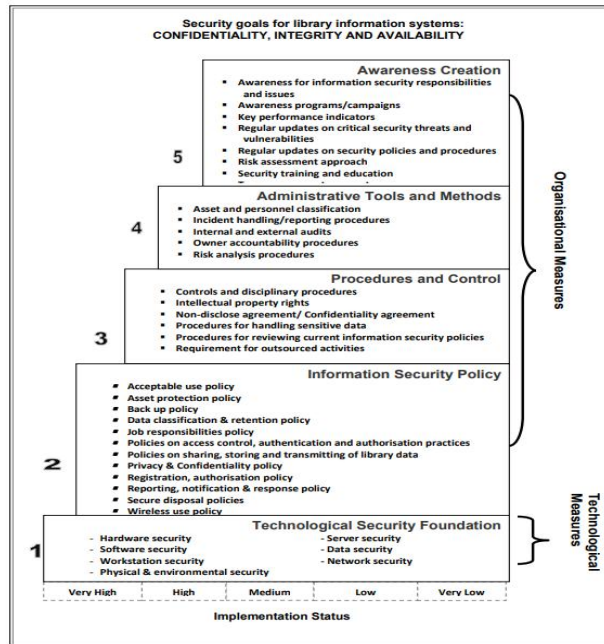 Security goals for library information systems:
CONFIDENTIALITY, INTEGRITY AND AVAILABILITY
Awareness Creation
▪ Awareness for information security responsibilities
and issues
▪ Awareness programs/campaigns
▪ Key performance indicators
▪ Regular updates on critical security threats and
vulnerabilities
▪ Regular updates on security policies and procedures
▪ Risk assessment approach
▪ Security training and education
5
Administrative Tools and Methods
▪ Asset and personnel classification
▪ Incident handling/reporting procedures
▪ Internal and external audits
▪ Owner accountability procedures
▪ Risk analysis procedures
4
Procedures and Control
▪ Controls and disciplinary procedures
▪ Intellectual property rights
▪ Non-disclose agreement/ Confidentiality agreement
▪ Procedures for handling sensitive data
▪ Procedures for reviewing current information security policies
▪ Requirement for outsourced activities
3
Information Security Policy
▪ Acceptable use policy
▪ Asset protection policy
▪ Back up policy
▪ Data classification & retention policy
▪ Job responsibilities policy
▪ Policies on access control, authentication and authorisation practices
▪ Policies on sharing, storing and transmitting of library data
▪ Privacy & Confidentiality policy
▪ Registration, authorisation policy
▪ Reporting, notification & response policy
▪ Secure disposal policies
▪ Wireless use policy
2
Technological Security Foundation
- Hardware security - Server security
- Software security - Data security
- Workstation security - Network security
- Physical & environmental security
1
Very High High Medium Low Very Low
Implementation Status
Organisational Measures
Technological
Measures